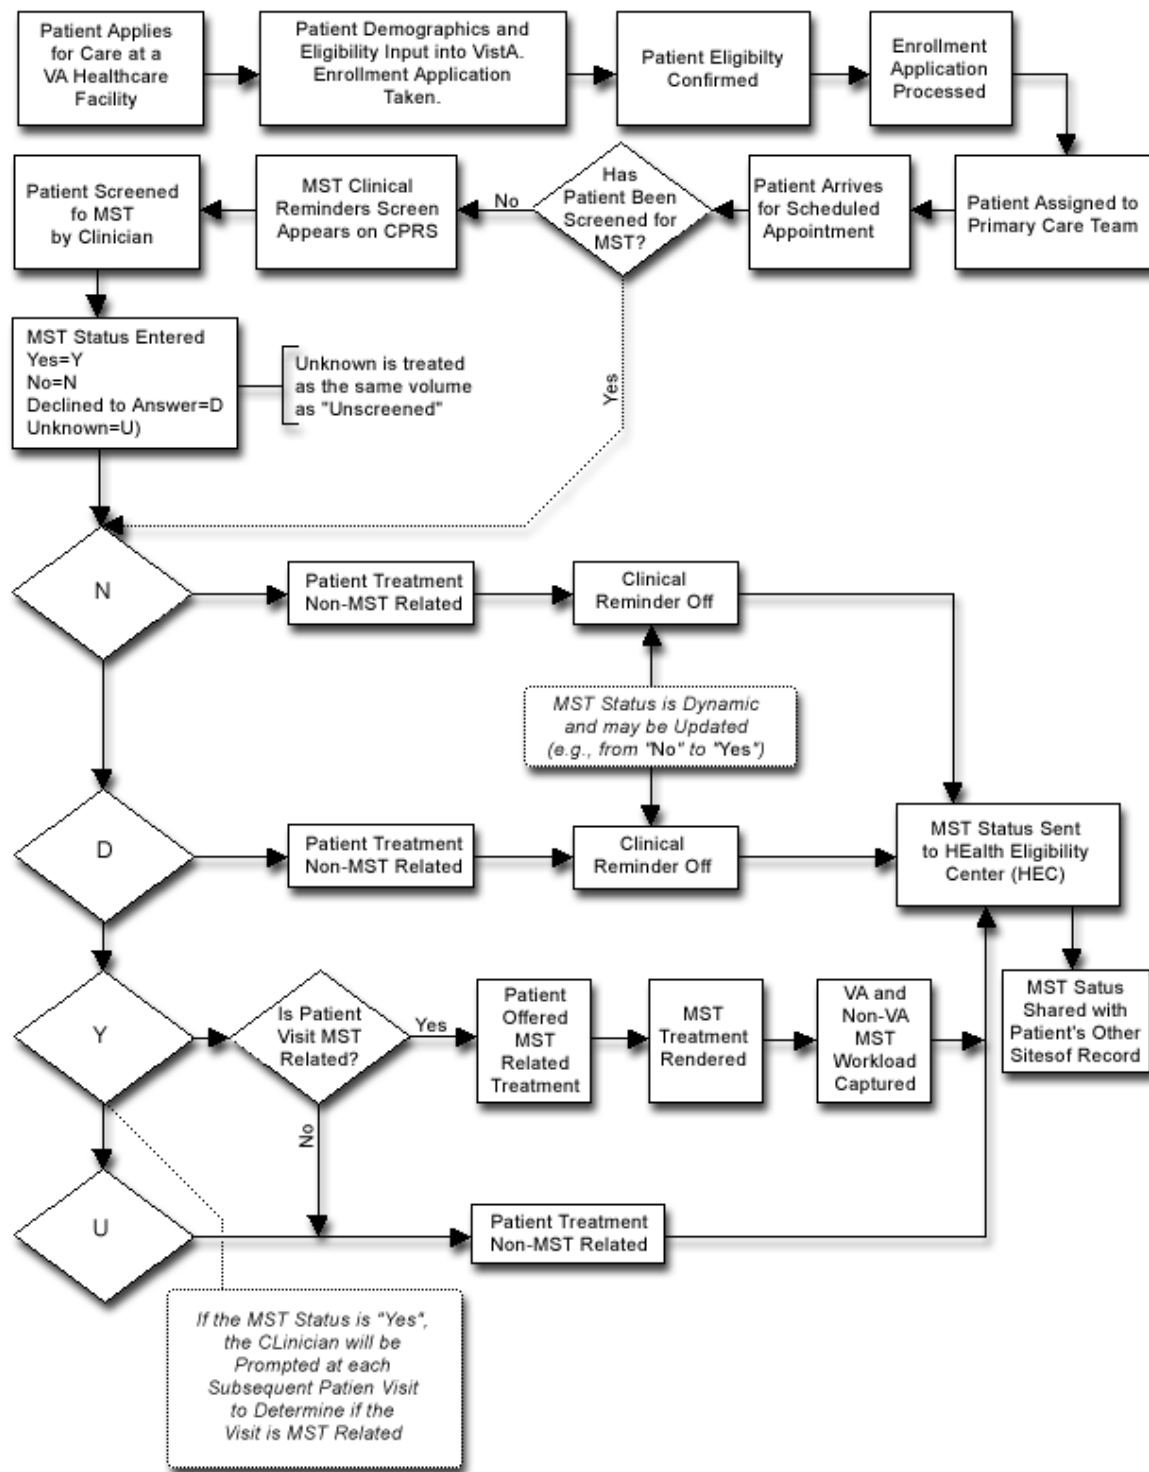 Patient Applies
for Care at a
VA Healthcare
Facility
Patient Demographics and
Eligibility Input into VistA.
Enrollment Application
Taken.
Patient Eligibilty
Confirmed
Enrollment
Application
Processed
Patient Screened
fo MST
by Clinician
MST Clinical
Reminders Screen
Appears on CPRS
No
Has
Patient Been
Screened for
MST?
Patient Arrives
for Scheduled
Appointment
Patient Assigned to
Primary Care Team
MST Status Entered
Yes=Y
No=N
Declined to Answer=D
Unknown=U)
Unknown is treated
as the same volume
as "Unscreened"
Yes
N
Patient Treatment
Non-MST Related
Clinical
Reminder Off
MST Status is Dynamic
and may be Updated
(e.g., from "No" to "Yes")
D
Patient Treatment
Non-MST Related
Clinical
Reminder Off
MST Status Sent
to HEalth Eligibility
Center (HEC)
Y
Is Patient
Visit MST
Related?
Yes
Patient
Offered
MST
Related
Treatment
MST
Treatment
Rendered
VA and
Non-VA
MST
Workload
Captured
MST Satus
Shared with
Patient's Other
Sitesof Record
No
U
Patient Treatment
Non-MST Related
If the MST Status is "Yes",
the CLinician will be
Prompted at each
Subsequent Patien Visit
to Determine if the
Visit is MST Related